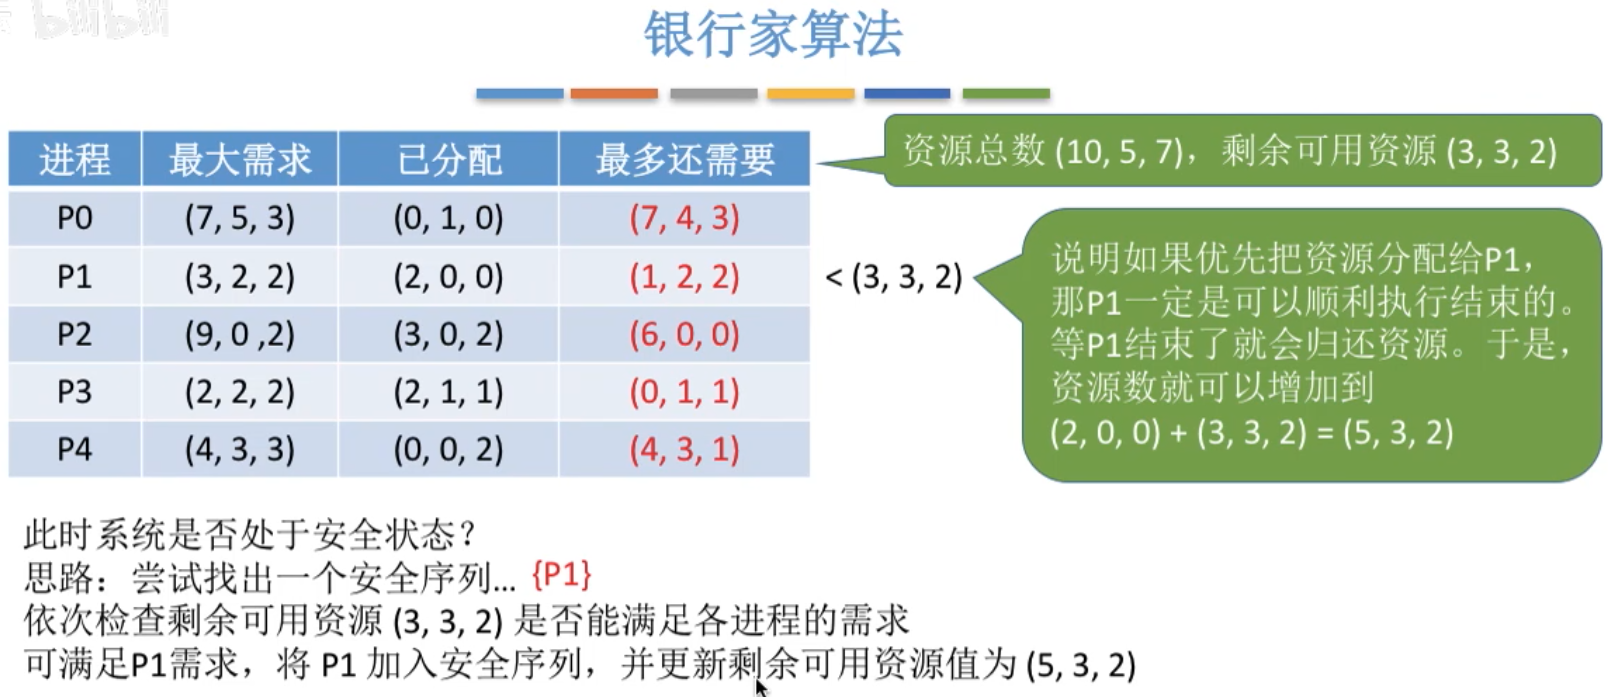 bilibili
银行家算法
资源总数 (10, 5, 7)，剩余可用资源 (3, 3, 2)
进程 最大需求 已分配 最多还需要
P0 (7, 5, 3) (0, 1, 0) (7, 4, 3)
P1 (3, 2, 2) (2, 0, 0) (1, 2, 2) < (3, 3, 2)
P2 (9, 0 ,2) (3, 0, 2) (6, 0, 0)
P3 (2, 2, 2) (2, 1, 1) (0, 1, 1)
P4 (4, 3, 3) (0, 0, 2) (4, 3, 1)
说明如果优先把资源分配给P1，
那P1一定是可以顺利执行结束的。
等P1结束了就会归还资源。于是，
资源数就可以增加到
(2, 0, 0) + (3, 3, 2) = (5, 3, 2)
此时系统是否处于安全状态？
思路：尝试找出一个安全序列... {P1}
依次检查剩余可用资源 (3, 3, 2) 是否能满足各进程的需求
可满足P1需求，将 P1 加入安全序列，并更新剩余可用资源值为 (5, 3, 2)